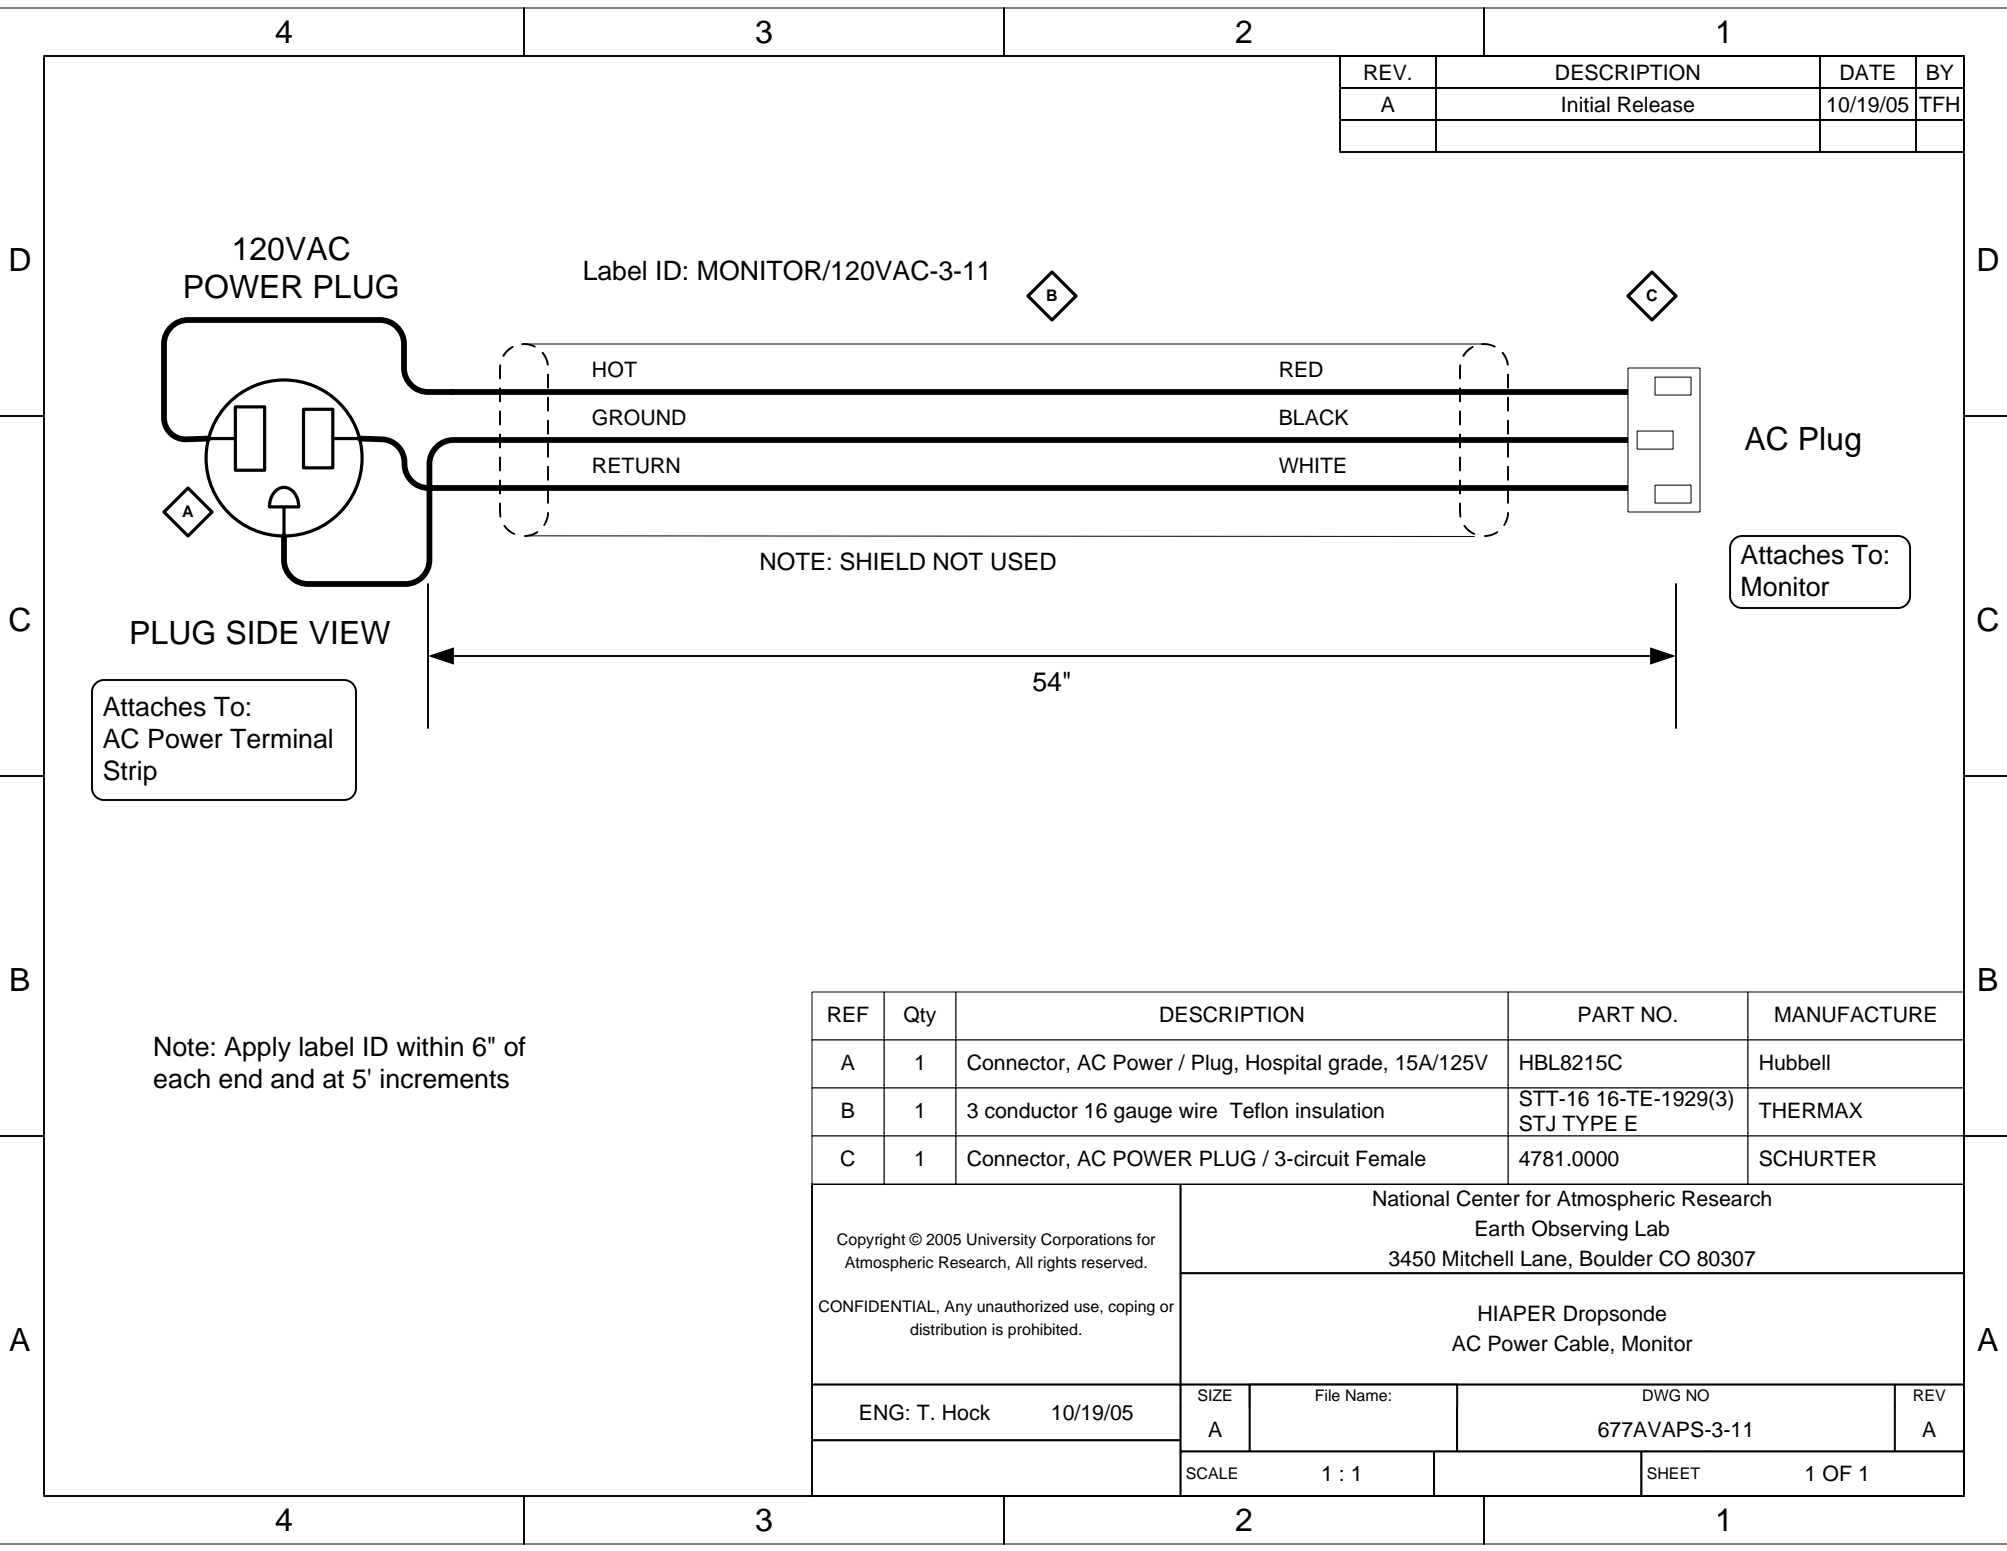 4 3 2 1
REV. DESCRIPTION DATE BY
A Initial Release 10/19/05 TFH
D D
120VAC
POWER PLUG
Label ID: MONITOR/120VAC-3-11
B
C
HOT RED
GROUND BLACK
RETURN WHITE
AC Plug
A
NOTE: SHIELD NOT USED
Attaches To:
Monitor
C C
PLUG SIDE VIEW
54"
Attaches To:
AC Power Terminal
Strip
B B
Note: Apply label ID within 6" of
each end and at 5' increments
REF Qty DESCRIPTION PART NO. MANUFACTURE
A 1 Connector, AC Power / Plug, Hospital grade, 15A/125V HBL8215C Hubbell
B 1 3 conductor 16 gauge wire Teflon insulation STT-16 16-TE-1929(3)
STJ TYPE E THERMAX
C 1 Connector, AC POWER PLUG / 3-circuit Female 4781.0000 SCHURTER
Copyright © 2005 University Corporations for
Atmospheric Research, All rights reserved.
CONFIDENTIAL, Any unauthorized use, coping or
distribution is prohibited.
National Center for Atmospheric Research
Earth Observing Lab
3450 Mitchell Lane, Boulder CO 80307
HIAPER Dropsonde
AC Power Cable, Monitor
A A
ENG: T. Hock 10/19/05
SIZE File Name: DWG NO REV
A 677AVAPS-3-11 A
SCALE 1 : 1 SHEET 1 OF 1
4 3 2 1